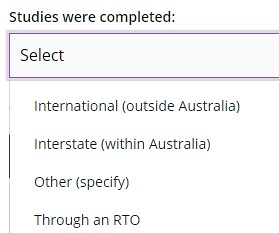 Studies were completed:
Select
International (outside Australia)
Interstate (within Australia)
Other (specify)
Through an RTO